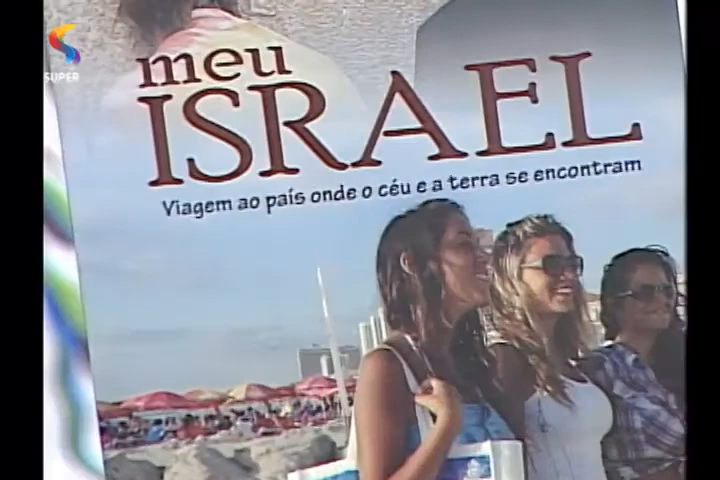 SUPER
meu
ISRAEL
Viagem ao país onde o céu e a terra se encontram